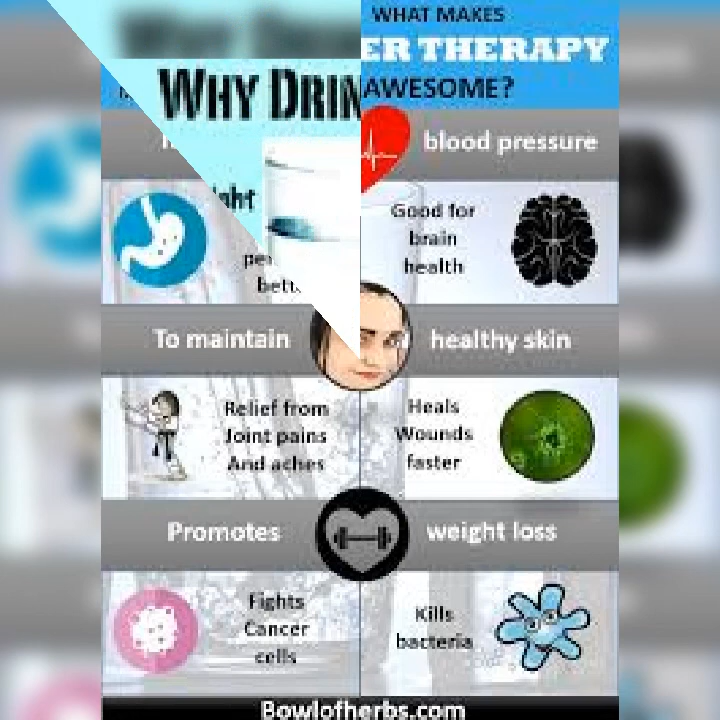 WHAT MAKES
ER THERAPY
AWESOME?
WHY DRIN
blood pressure
ght
Good for
brain
health
To maintain
healthy skin
Relief from
Joint pains
And aches
Heals
Wounds
faster
Promotes
weight loss
Fights
Cancer
cells
Kills
bacteria
Bowlofherbs.com